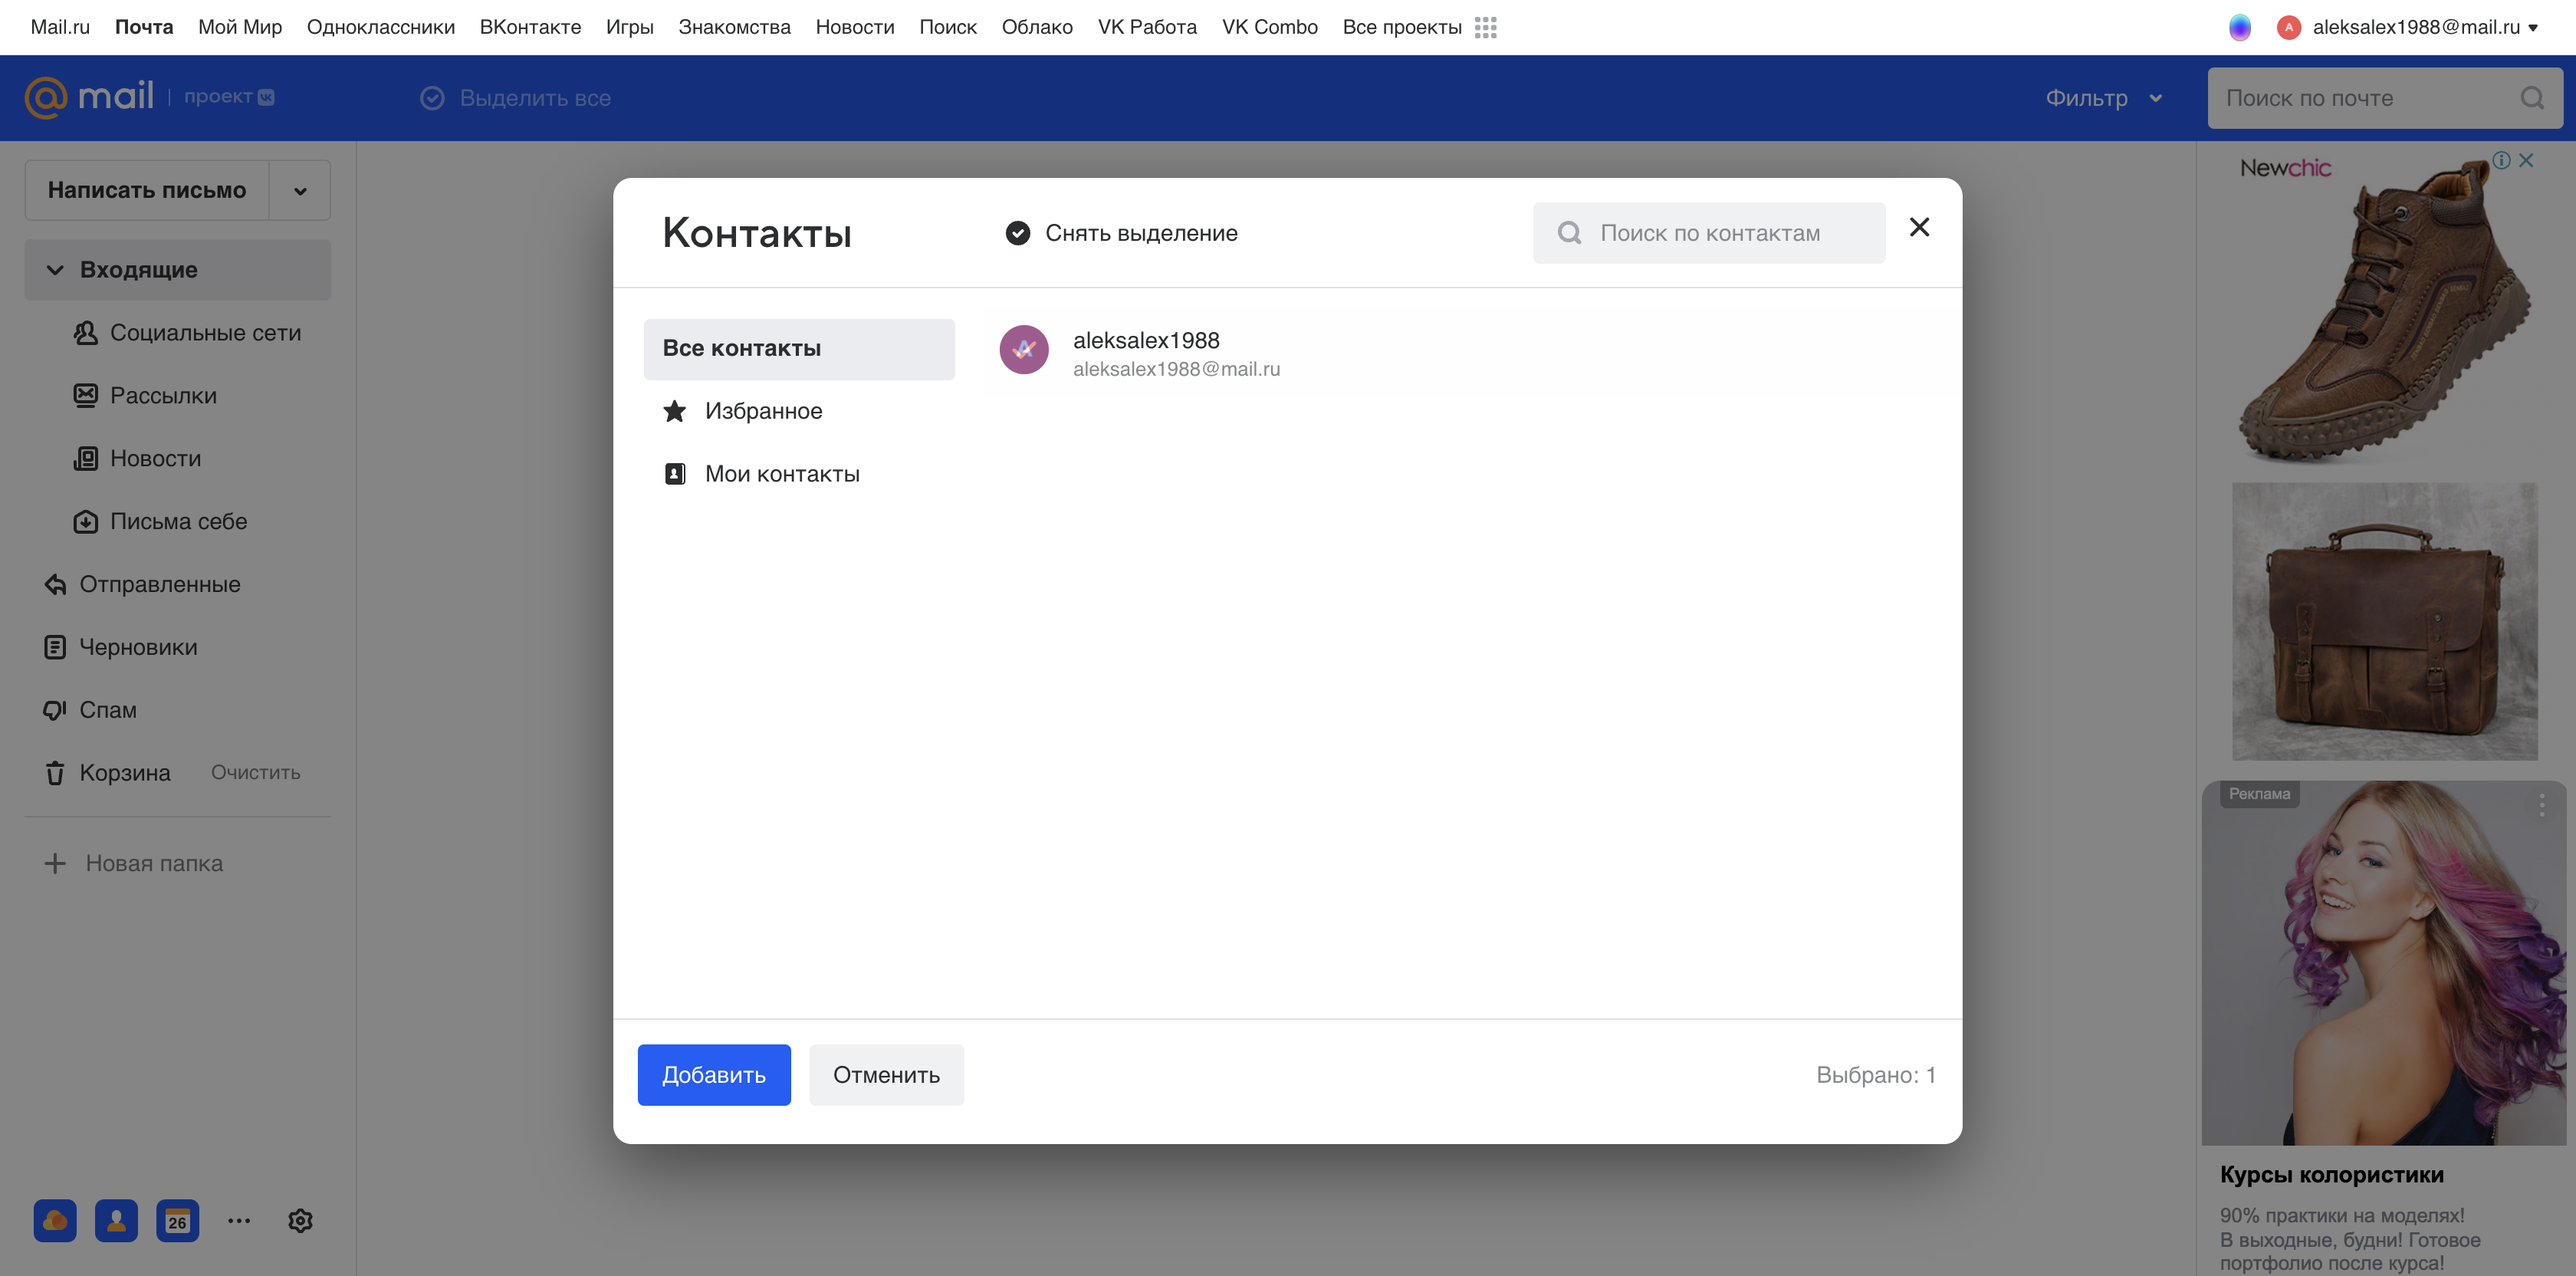 Mail.ru Почта Мой Мир Одноклассники ВКонтакте Игры Знакомства Новости Поиск Облако VK Работа VK Combo Все проекты
A aleksalex1988@mail.ru
@mail проект VK
Выделить все
Фильтр
Поиск по почте
Написать письмо
Входящие
Социальные сети
Рассылки
Новости
Письма себе
Отправленные
Черновики
Спам
Корзина Очистить
Новая папка
26
Контакты
Снять выделение
Поиск по контактам
Все контакты
Избранное
Мои контакты
aleksalex1988
aleksalex1988@mail.ru
Добавить
Отменить
Выбрано: 1
Newchic
Реклама
Курсы колористики
90% практики на моделях!
В выходные, будни! Готовое
портфолио после курса!